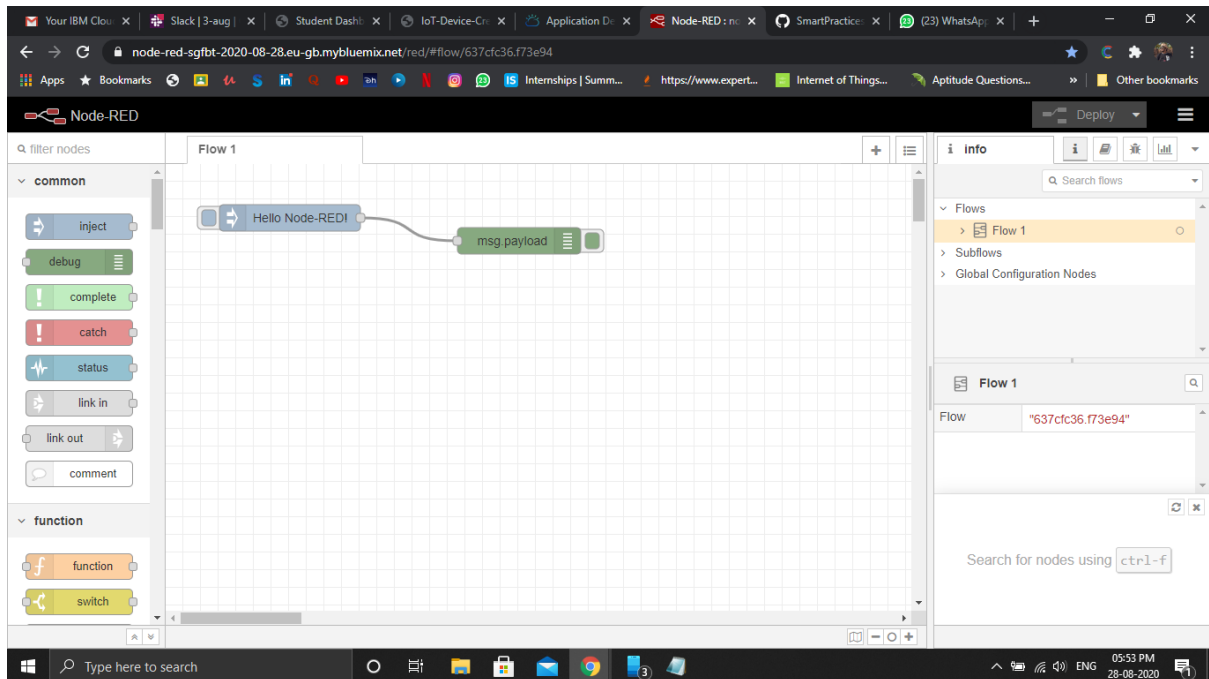 Your IBM Clou
Slack | 3-aug |
Student Dashb
IoT-Device-Cre
Application De
Node-RED : no
SmartPractices
(23) WhatsApp
node-red-sgfbt-2020-08-28.eu-gb.mybluemix.net/red/#flow/637cfc36.f73e94
Apps
Bookmarks
Internships | Summ...
https://www.expert...
Internet of Things...
Aptitude Questions...
»
Other bookmarks
Node-RED
Deploy
filter nodes
Flow 1
info
common
Search flows
inject
Hello Node-RED!
Flows
Flow 1
debug
msg.payload
Subflows
Global Configuration Nodes
complete
catch
status
Flow 1
link in
Flow "637cfc36.f73e94"
link out
comment
function
function
Search for nodes using ctrl-f
switch
Type here to search
ENG
05:53 PM
28-08-2020